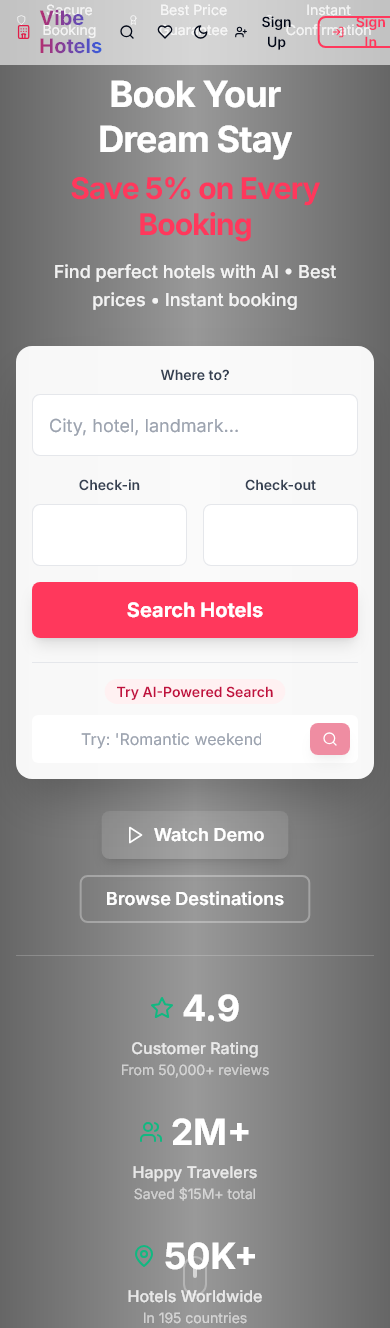 Secure
Booking
Best Price
Guarantee
Instant
Confirmation
Vibe
Hotels
Sign
Up
Sign
In
Book Your
Dream Stay
Save 5% on Every
Booking
Find perfect hotels with AI • Best
prices • Instant booking
Where to?
City, hotel, landmark...
Check-in
Check-out
Search Hotels
Try AI-Powered Search
Try: 'Romantic weekend
Watch Demo
Browse Destinations
4.9
Customer Rating
From 50,000+ reviews
2M+
Happy Travelers
Saved $15M+ total
50K+
Hotels Worldwide
In 195 countries